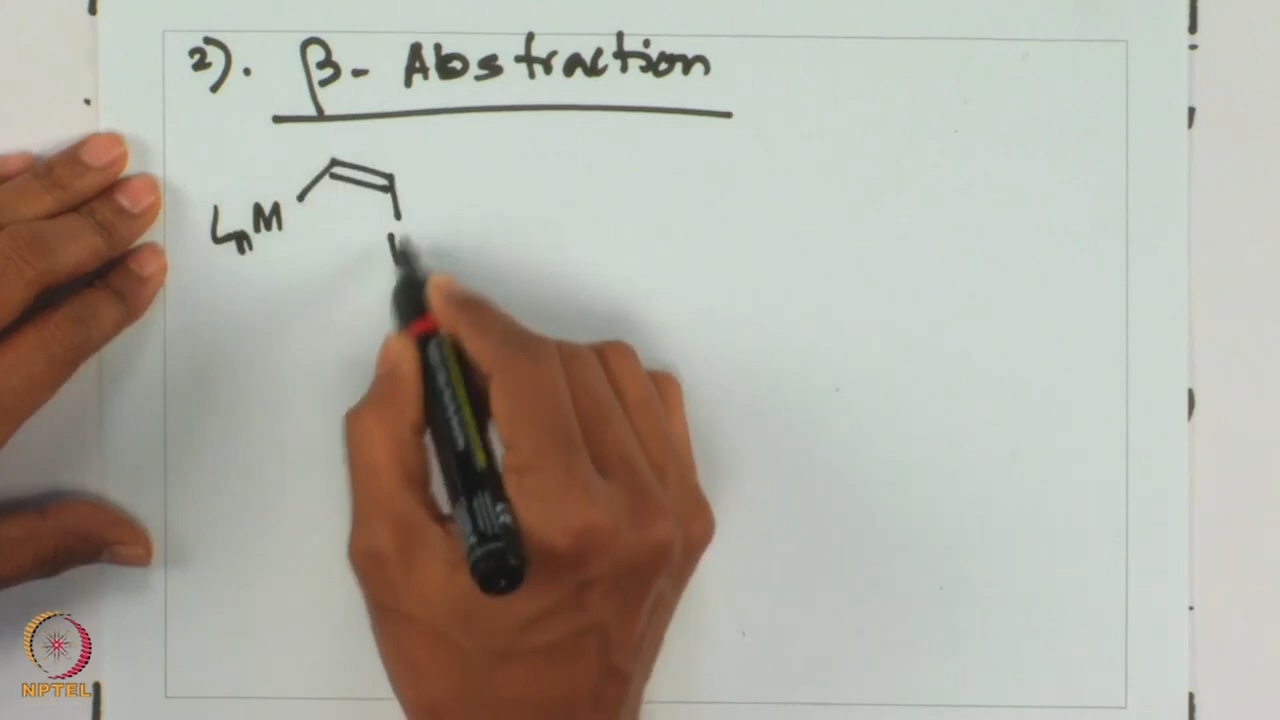 2). β- Abstraction
LnM
NPTEL